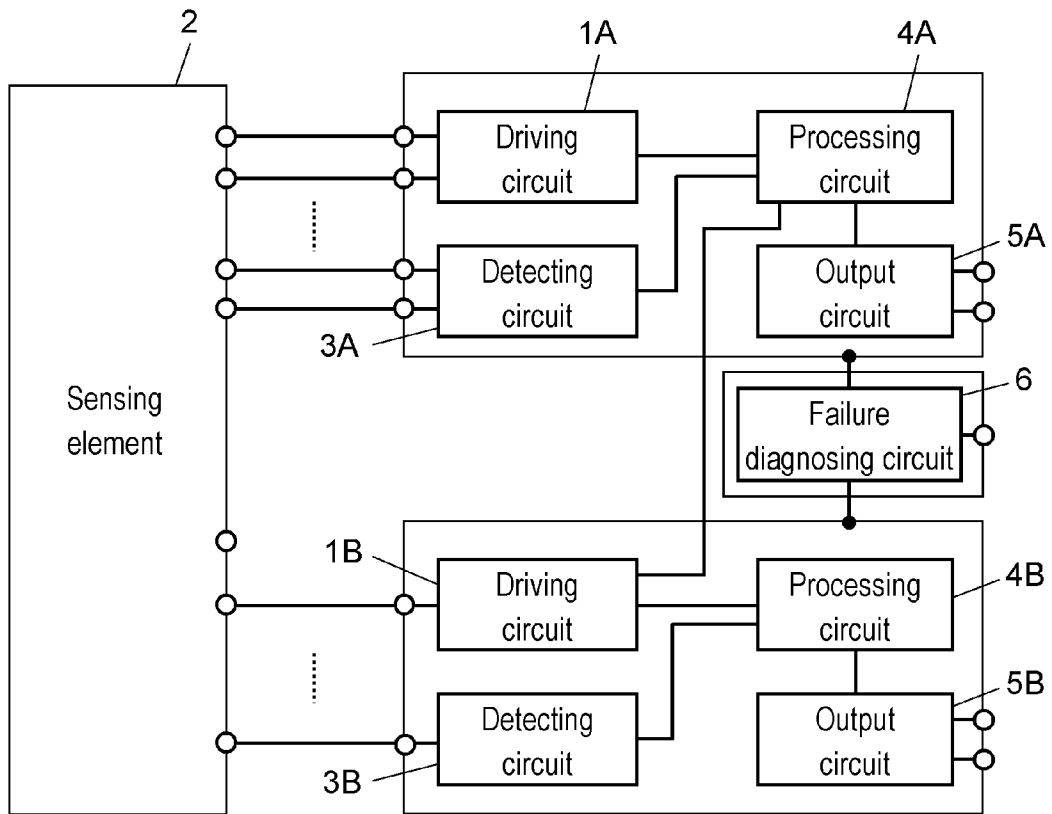 2
1A
4A
Driving
circuit
Processing
circuit
5A
Detecting
circuit
Output
circuit
3A
6
Sensing
element
Failure
diagnosing circuit
1B
Driving
circuit
Processing
circuit
4B
5B
Detecting
circuit
Output
circuit
3B